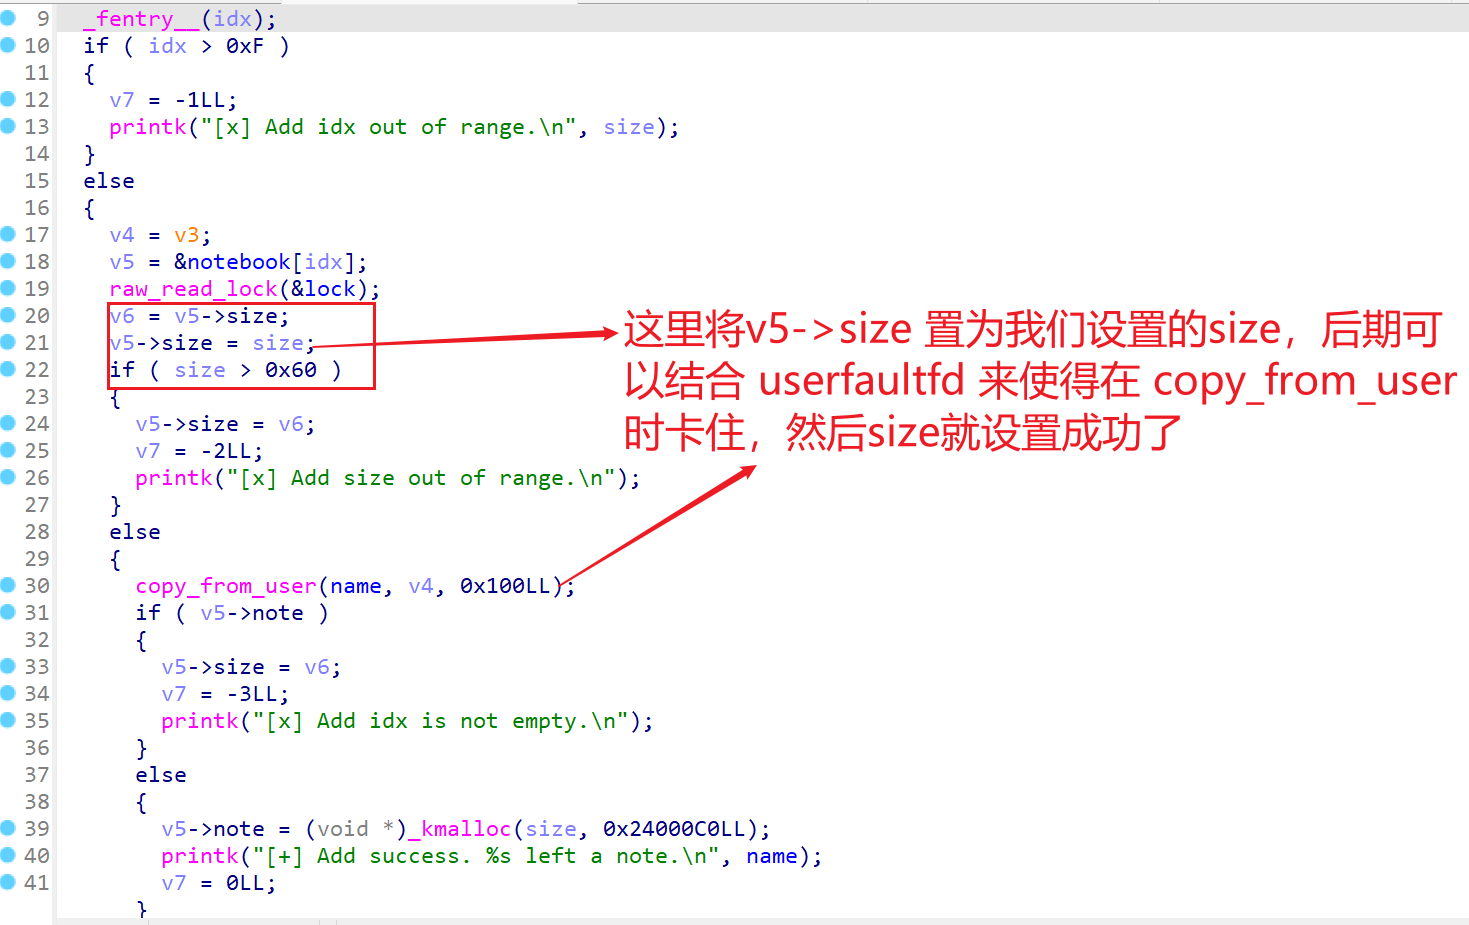 9 _fentry__(idx);
10 if ( idx > 0xF )
11 {
12 v7 = -1LL;
13 printk("[x] Add idx out of range.\n", size);
14 }
15 else
16 {
17 v4 = v3;
18 v5 = &notebook[idx];
19 raw_read_lock(&lock);
20 v6 = v5->size;
21 v5->size = size;
22 if ( size > 0x60 )
23 {
24 v5->size = v6;
25 v7 = -2LL;
26 printk("[x] Add size out of range.\n");
27 }
28 else
29 {
30 copy_from_user(name, v4, 0x100LL);
31 if ( v5->note )
32 {
33 v5->size = v6;
34 v7 = -3LL;
35 printk("[x] Add idx is not empty.\n");
36 }
37 else
38 {
39 v5->note = (void *)_kmalloc(size, 0x24000C0LL);
40 printk("[+] Add success. %s left a note.\n", name);
41 v7 = 0LL;
}
这里将v5->size 置为我们设置的size，后期可
以结合 userfaultfd 来使得在 copy_from_user
时卡住，然后size就设置成功了